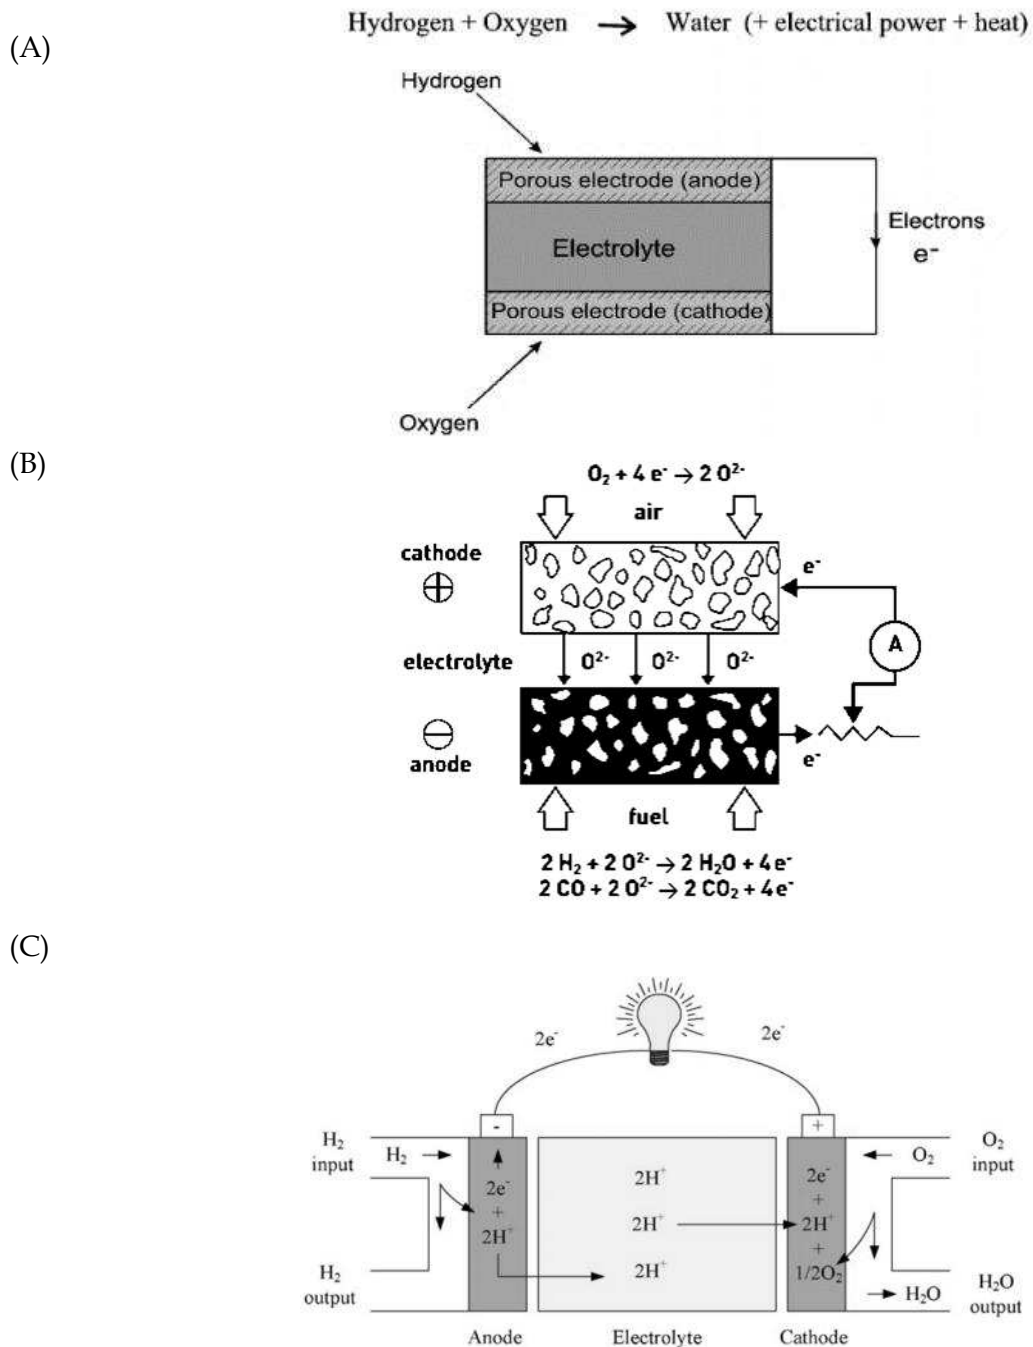 Hydrogen + Oxygen → Water (+ electrical power + heat)
(A)
Hydrogen
Porous electrode (anode)
Electrolyte
Electrons
e⁻
Porous electrode (cathode)
Oxygen
(B)
O₂ + 4 e⁻ → 2 O²⁻
air
cathode
+
e⁻
electrolyte
O²⁻ O²⁻ O²⁻
A
−
anode
e⁻
fuel
2 H₂ + 2 O²⁻ → 2 H₂O + 4 e⁻
2 CO + 2 O²⁻ → 2 CO₂ + 4 e⁻
(C)
2e⁻ 2e⁻
- +
H₂ input
H₂
2e⁻
+
2H⁺
2H⁺
2H⁺
2H⁺
2e⁻
+
2H⁺
+
1/2O₂
O₂
O₂ input
H₂ output
H₂O
H₂O output
Anode Electrolyte Cathode